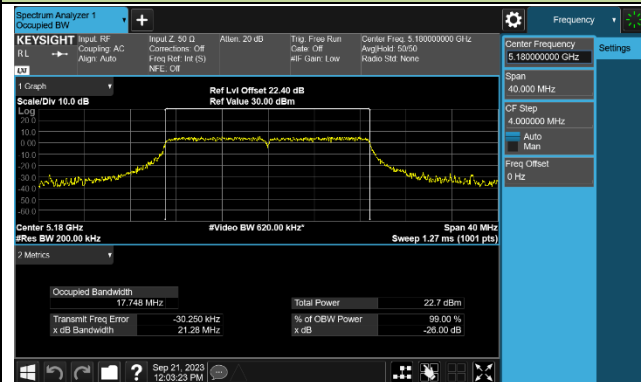 Spectrum Analyzer 1
Occupied BW
Frequency
KEYSIGHT
Input: RF
Input Z: 50 Ω
Atten: 20 dB
Trig: Free Run
Center Freq: 5.180000000 GHz
R L
Coupling: AC
Corrections: Off
Gate: Off
Avg|Hold: 50/50
Align: Auto
Freq Ref: Int (S)
#IF Gain: Low
Radio Std: None
NFE: Off
LXI
Center Frequency
5.180000000 GHz
Settings
Span
40.000 MHz
CF Step
4.000000 MHz
Auto
Man
Freq Offset
0 Hz
1 Graph
Ref Lvl Offset 22.40 dB
Scale/Div 10.0 dB
Ref Value 30.00 dBm
Log
20.0
10.0
0.00
-10.0
-20.0
-30.0
-40.0
-50.0
-60.0
Center 5.18 GHz
#Video BW 620.00 kHz*
Span 40 MHz
#Res BW 200.00 kHz
Sweep 1.27 ms (1001 pts)
2 Metrics
Occupied Bandwidth
17.748 MHz
Total Power
22.7 dBm
Transmit Freq Error
-30.250 kHz
% of OBW Power
99.00 %
x dB Bandwidth
21.28 MHz
x dB
-26.00 dB
Sep 21, 2023
12:03:23 PM